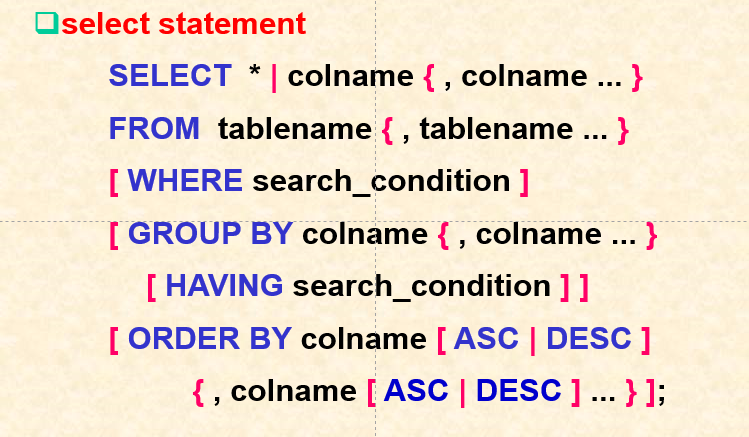 ❑select statement
SELECT * | colname { , colname ... }
FROM tablename { , tablename ... }
[ WHERE search_condition ]
[ GROUP BY colname { , colname ... }
[ HAVING search_condition ] ]
[ ORDER BY colname [ ASC | DESC ]
{ , colname [ ASC | DESC ] ... } ];